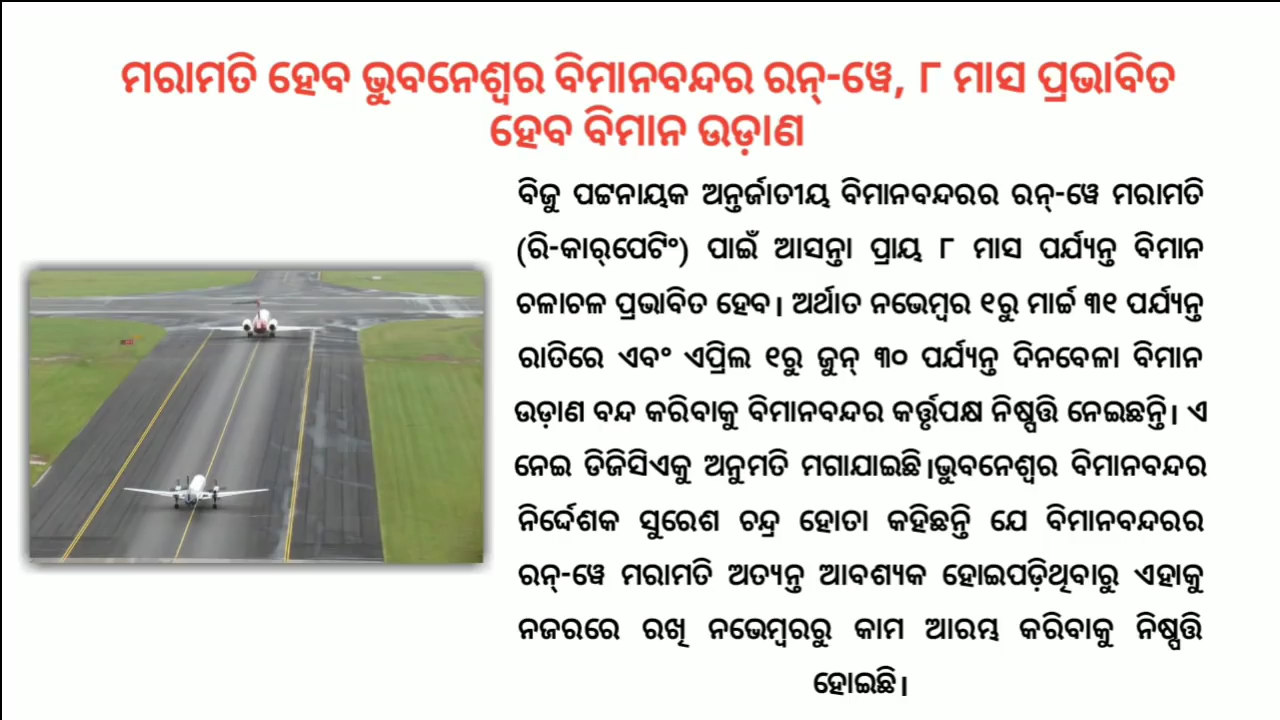 ମରାମତି ହେବ ଭୁବନେଶ୍ୱର ବିମାନବନ୍ଦର ରନ୍-ୱେ, ୮ ମାସ ପ୍ରଭାବିତ
ହେବ ବିମାନ ଉଡ଼ାଣ
ବିଜୁ ପଟ୍ଟନାୟକ ଅନ୍ତର୍ଜାତୀୟ ବିମାନବନ୍ଦରର ରନ୍-ୱେ ମରାମତି
(ରି-କାର୍‌ପେଟିଂ) ପାଇଁ ଆସନ୍ତା ପ୍ରାୟ ୮ ମାସ ପର୍ଯ୍ୟନ୍ତ ବିମାନ
ଚଳାଚଳ ପ୍ରଭାବିତ ହେବ। ଅର୍ଥାତ ନଭେମ୍ବର ୧ରୁ ମାର୍ଚ୍ଚ ୩୧ ପର୍ଯ୍ୟନ୍ତ
ରାତିରେ ଏବଂ ଏପ୍ରିଲ ୧ରୁ ଜୁନ୍ ୩୦ ପର୍ଯ୍ୟନ୍ତ ଦିନବେଳା ବିମାନ
ଉଡ଼ାଣ ବନ୍ଦ କରିବାକୁ ବିମାନବନ୍ଦର କର୍ତ୍ତୃପକ୍ଷ ନିଷ୍ପତ୍ତି ନେଇଛନ୍ତି। ଏ
ନେଇ ଡିଜିସିଏକୁ ଅନୁମତି ମଗାଯାଇଛି।ଭୁବନେଶ୍ୱର ବିମାନବନ୍ଦର
ନିର୍ଦ୍ଦେଶକ ସୁରେଶ ଚନ୍ଦ୍ର ହୋତା କହିଛନ୍ତି ଯେ ବିମାନବନ୍ଦରର
ରନ୍-ୱେ ମରାମତି ଅତ୍ୟନ୍ତ ଆବଶ୍ୟକ ହୋଇପଡ଼ିଥିବାରୁ ଏହାକୁ
ନଜରରେ ରଖି ନଭେମ୍ବରରୁ କାମ ଆରମ୍ଭ କରିବାକୁ ନିଷ୍ପତ୍ତି
ହୋଇଛି।